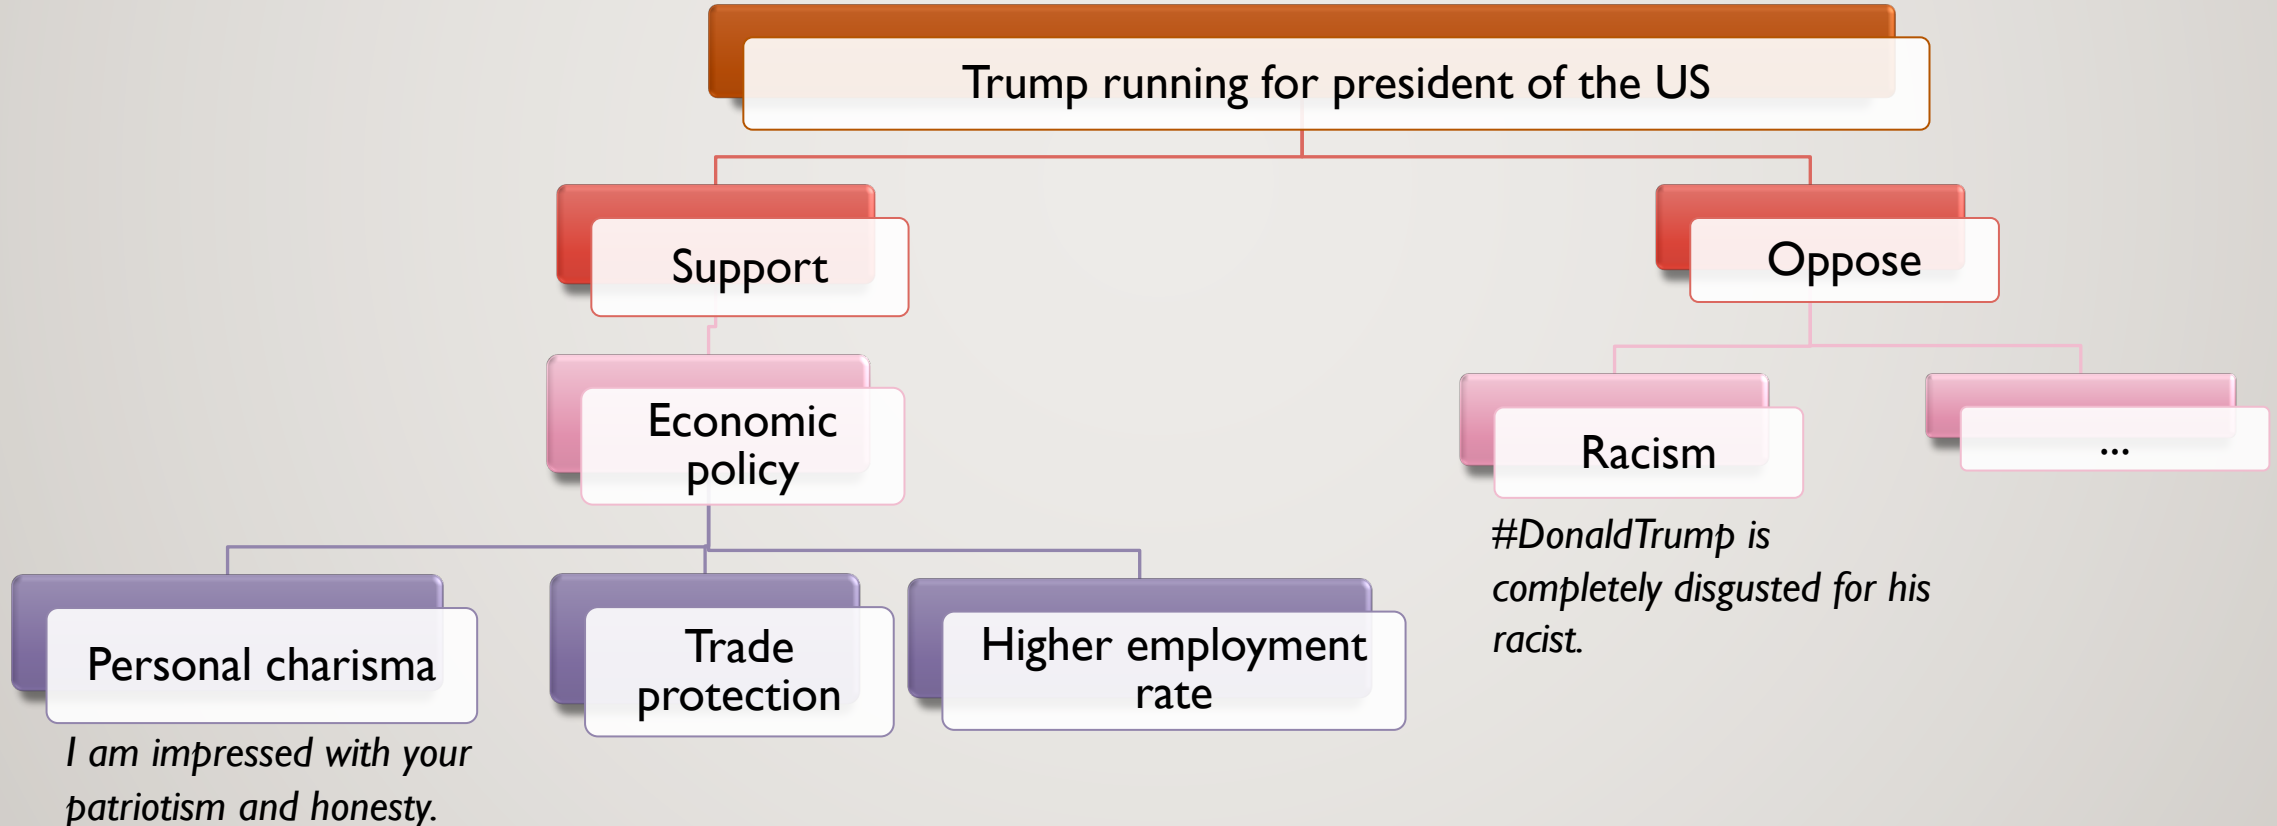 Trump running for president of the US
Support
Oppose
Economic
policy
Racism
...
#DonaldTrump is
completely disgusted for his
racist.
Personal charisma
Trade
protection
Higher employment
rate
I am impressed with your
patriotism and honesty.